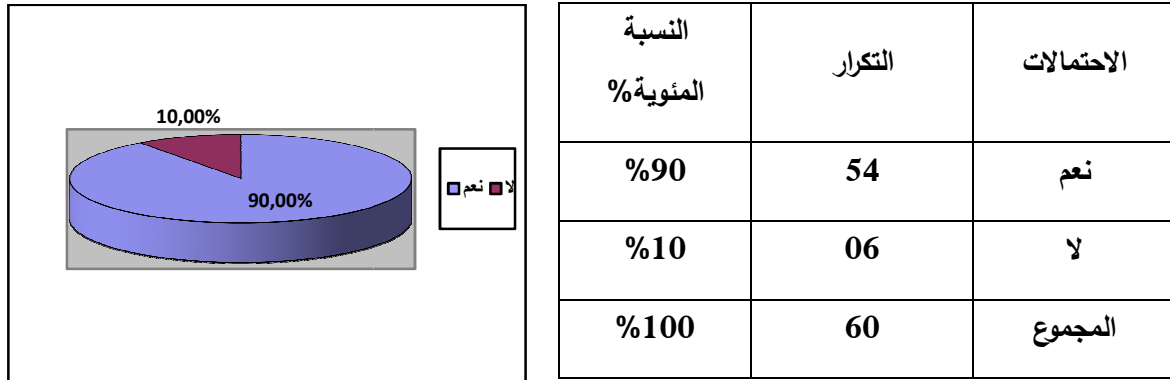 10,00%
90,00%
نعم لا
الاحتمالات التكرار النسبة
المئوية%
نعم 54 %90
لا 06 %10
المجموع 60 %100